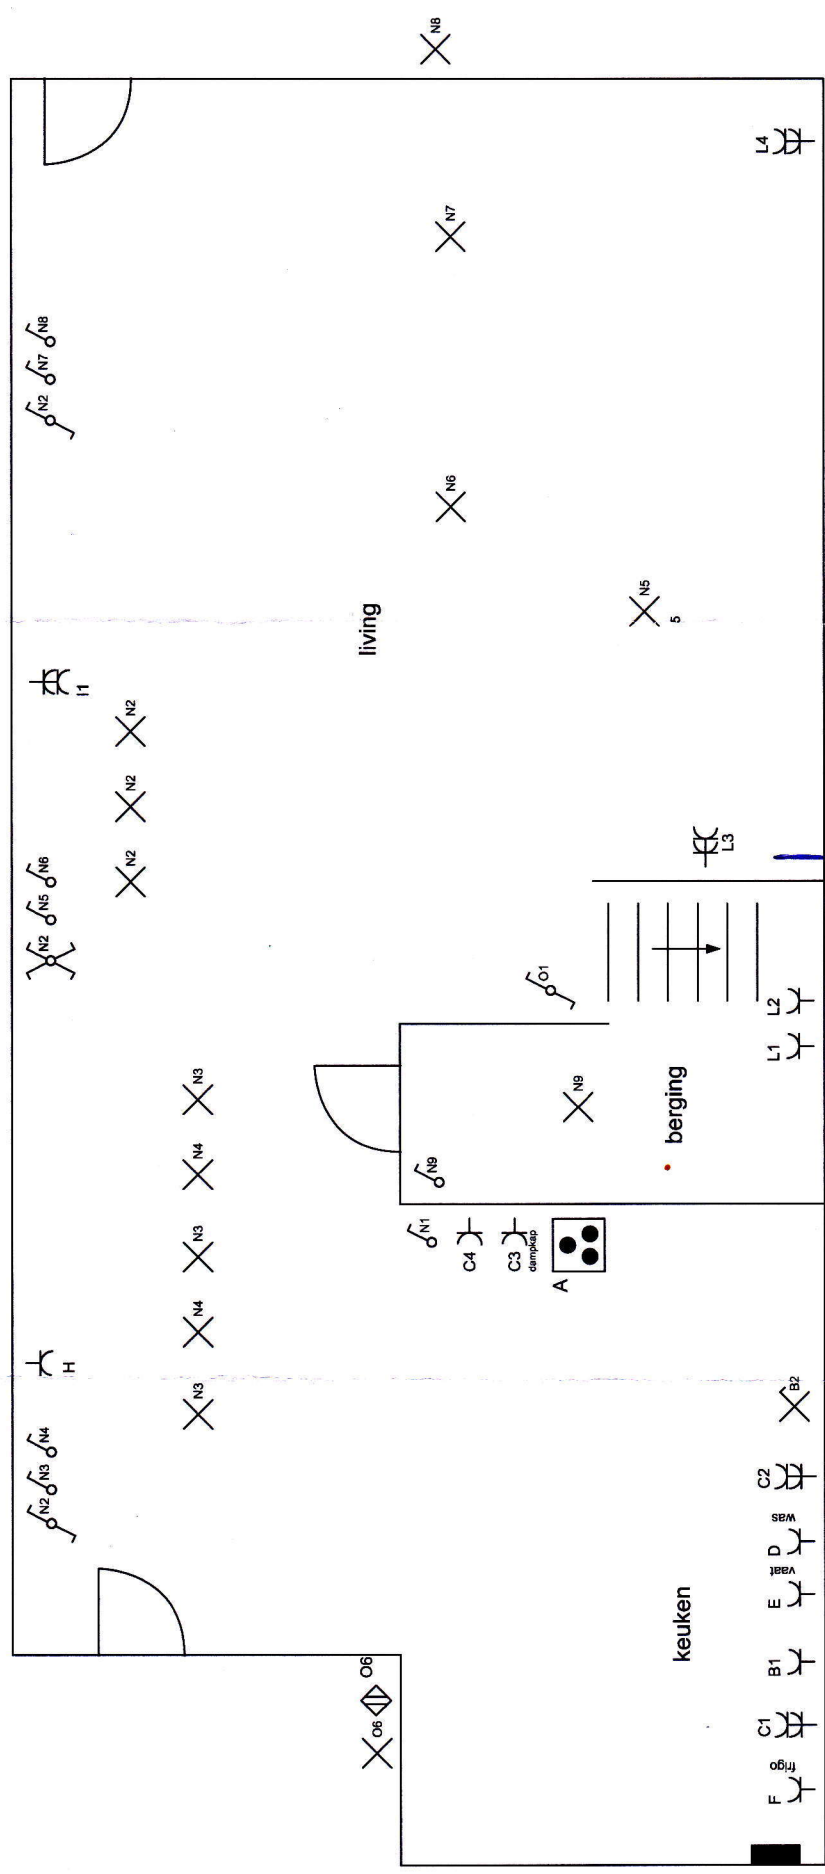 N2
N3
N4
N2
N5
N6
N2
N7
N8
H
I1
N2
N2
N2
N3
N4
N3
N4
N3
O6
O6
living
N1
N9
N8
N7
N6
C4
C3
dampkap
O1
A
N9
N5
5
berging
keuken
L3
F
frigo
C1
B1
E
vaat
D
was
C2
B2
L1
L2
L4